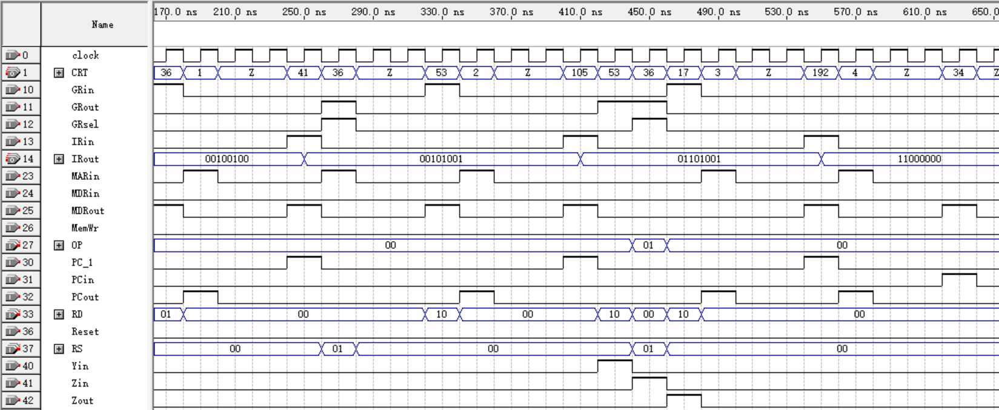 170.0 ns 210.0 ns 250.0 ns 290.0 ns 330.0 ns 370.0 ns 410.0 ns 450.0 ns 490.0 ns 530.0 ns 570.0 ns 610.0 ns 650.0
Name
0 clock
1 CRT 36 1 Z 41 36 Z 53 2 Z 105 53 36 17 3 Z 192 4 Z 34 Z
10 GRin
11 GRout
12 GRsel
13 IRin
14 IRout 00100100 00101001 01101001 11000000
23 MARin
24 MDRin
25 MDRout
26 MemWr
27 OP 00 01 00
30 PC_1
31 PCin
32 PCout
33 RD 01 00 10 00 10 00 10 00
36 Reset
37 RS 00 01 00 01 00
40 Yin
41 Zin
42 Zout